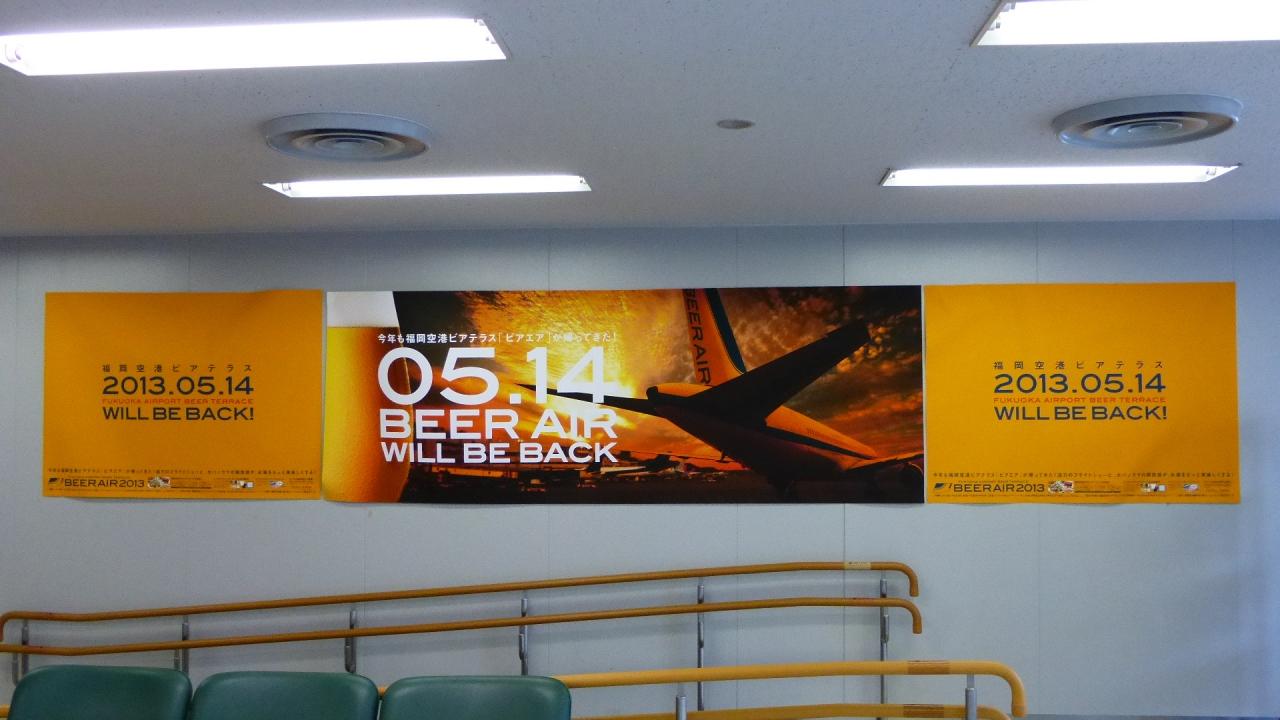 福岡空港ビアテラス
2013.05.14
FUKUOKA AIRPORT BEER TERRACE
WILL BE BACK!
BEERAIR2013
今年も福岡空港ビアテラス「ビアエア」が帰ってきた!
05.14
BEER AIR
WILL BE BACK
BEERAIR
福岡空港ビアテラス
2013.05.14
FUKUOKA AIRPORT BEER TERRACE
WILL BE BACK!
BEERAIR2013